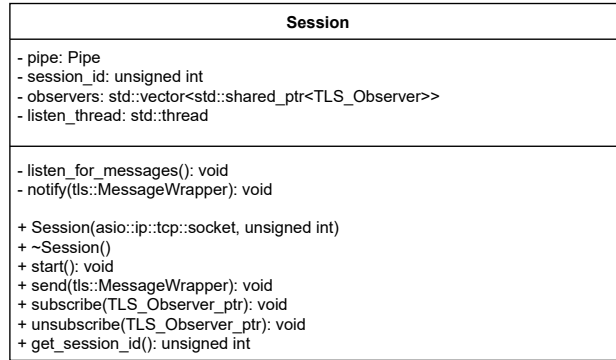 Session
- pipe: Pipe
- session_id: unsigned int
- observers: std::vector<std::shared_ptr<TLS_Observer>>
- listen_thread: std::thread
- listen_for_messages(): void
- notify(tls::MessageWrapper): void
+ Session(asio::ip::tcp::socket, unsigned int)
+ ~Session()
+ start(): void
+ send(tls::MessageWrapper): void
+ subscribe(TLS_Observer_ptr): void
+ unsubscribe(TLS_Observer_ptr): void
+ get_session_id(): unsigned int